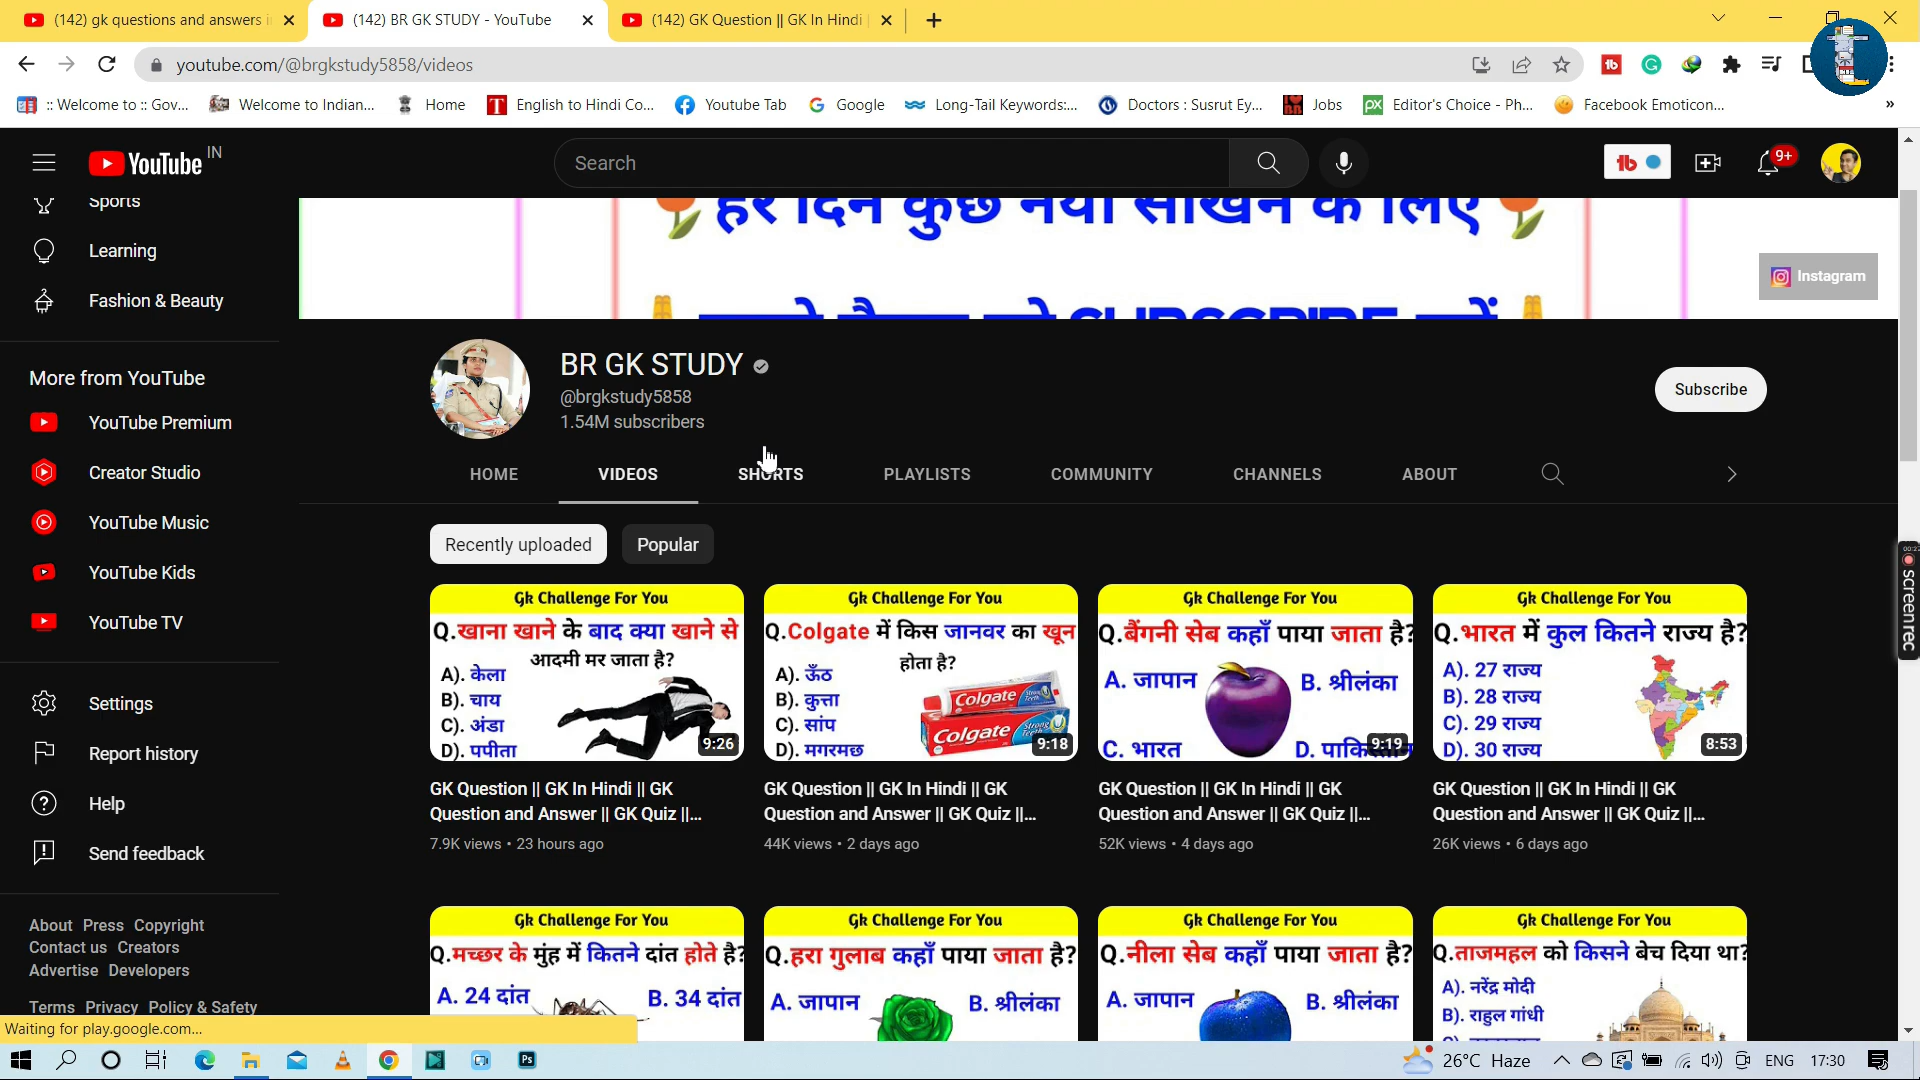 (142) gk questions and answers i
(142) BR GK STUDY - YouTube
(142) GK Question || GK In Hindi
youtube.com/@brgkstudy5858/videos
:: Welcome to :: Gov...
Welcome to Indian...
Home
English to Hindi Co...
Youtube Tab
Google
Long-Tail Keywords:...
Doctors : Susrut Ey...
Jobs
Editor's Choice - Ph...
Facebook Emoticon...
YouTube IN
Search
9+
हर दिन कुछ नया सीखने के लिए
Instagram
Sports
Learning
Fashion & Beauty
More from YouTube
YouTube Premium
Creator Studio
YouTube Music
YouTube Kids
YouTube TV
Settings
Report history
Help
Send feedback
About Press Copyright
Contact us Creators
Advertise Developers
Terms Privacy Policy & Safety
BR GK STUDY
@brgkstudy5858
1.54M subscribers
Subscribe
HOME
VIDEOS
SHORTS
PLAYLISTS
COMMUNITY
CHANNELS
ABOUT
Recently uploaded
Popular
Gk Challenge For You
Q.खाना खाने के बाद क्या खाने से
आदमी मर जाता है?
A). केला
B). चाय
C). अंडा
D). पपीता
9:26
GK Question || GK In Hindi || GK
Question and Answer || GK Quiz ||...
7.9K views • 23 hours ago
Gk Challenge For You
Q.Colgate में किस जानवर का खून
होता है?
A). ऊँठ
B). कुत्ता
C). सांप
D). मगरमछ
Colgate
Strong Teeth
Colgate
Strong
9:18
GK Question || GK In Hindi || GK
Question and Answer || GK Quiz ||...
44K views • 2 days ago
Gk Challenge For You
Q.बैंगनी सेब कहाँ पाया जाता है?
A. जापान
B. श्रीलंका
C. भारत
D. पाकिस्तान
9:19
GK Question || GK In Hindi || GK
Question and Answer || GK Quiz ||...
52K views • 4 days ago
Gk Challenge For You
Q.भारत में कुल कितने राज्य है?
A). 27 राज्य
B). 28 राज्य
C). 29 राज्य
D). 30 राज्य
8:53
GK Question || GK In Hindi || GK
Question and Answer || GK Quiz ||...
26K views • 6 days ago
Gk Challenge For You
Q.मच्छर के मुंह में कितने दांत होते है?
A. 24 दांत
B. 34 दांत
Gk Challenge For You
Q.हरा गुलाब कहाँ पाया जाता है?
A. जापान
B. श्रीलंका
Gk Challenge For You
Q.नीला सेब कहाँ पाया जाता है?
A. जापान
B. श्रीलंका
Gk Challenge For You
Q.ताजमहल को किसने बेच दिया था?
A). नरेंद्र मोदी
B). राहुल गांधी
screenrec
Waiting for play.google.com...
Ps
26°C Haze
ENG
17:30